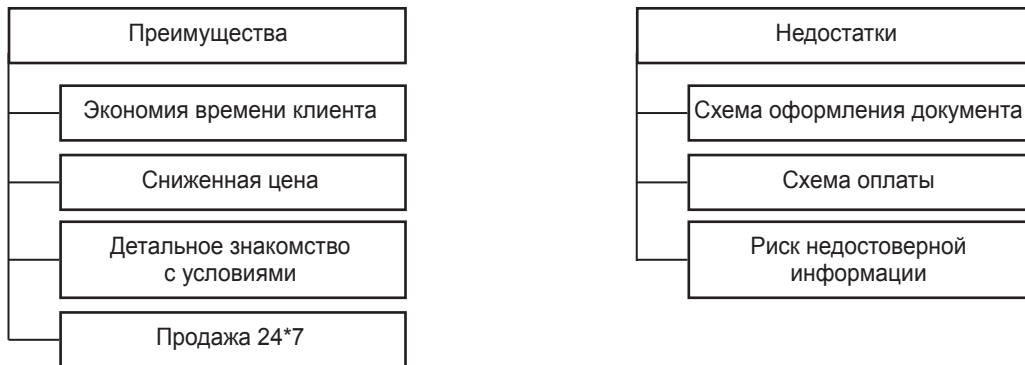 Преимущества
Экономия времени клиента
Сниженная цена
Детальное знакомство
с условиями
Продажа 24*7
Недостатки
Схема оформления документа
Схема оплаты
Риск недостоверной
информации